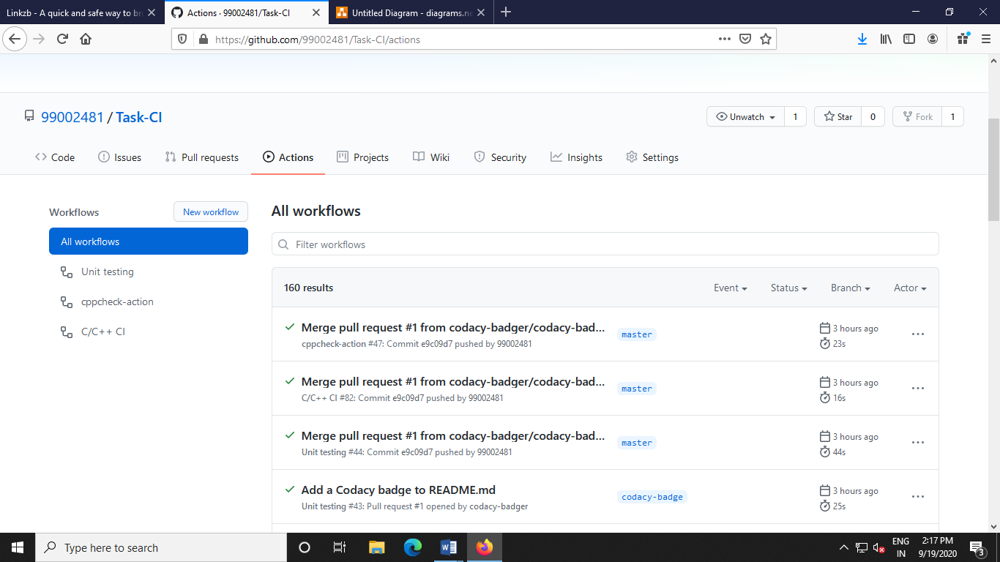 Linkzb - A quick and safe way to br
Actions · 99002481/Task-CI
Untitled Diagram - diagrams.ne
https://github.com/99002481/Task-CI/actions
99002481 / Task-CI
Unwatch 1
Star 0
Fork 1
Code
Issues
Pull requests
Actions
Projects
Wiki
Security
Insights
Settings
Workflows
New workflow
All workflows
Unit testing
cppcheck-action
C/C++ CI
All workflows
Filter workflows
160 results
Event
Status
Branch
Actor
Merge pull request #1 from codacy-badger/codacy-bad...
cppcheck-action #47: Commit e9c09d7 pushed by 99002481
master
3 hours ago
23s
Merge pull request #1 from codacy-badger/codacy-bad...
C/C++ CI #82: Commit e9c09d7 pushed by 99002481
master
3 hours ago
16s
Merge pull request #1 from codacy-badger/codacy-bad...
Unit testing #44: Commit e9c09d7 pushed by 99002481
master
3 hours ago
44s
Add a Codacy badge to README.md
Unit testing #43: Pull request #1 opened by codacy-badger
codacy-badge
3 hours ago
25s
Type here to search
ENG
IN
2:17 PM
9/19/2020
3